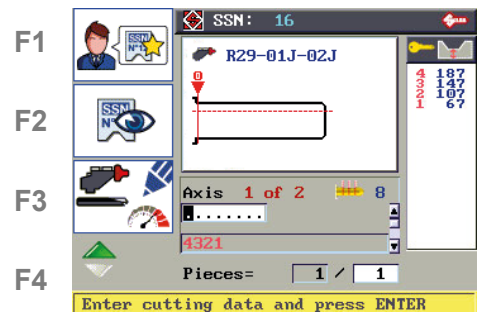 F1
F2
F3
F4
SSN
N°1
SSN
N°
SSN: 16
R29-01J-02J
0
4 187
3 147
2 107
1 67
Axis 1 of 2 8
........
4321
Pieces= 1 / 1
Enter cutting data and press ENTER